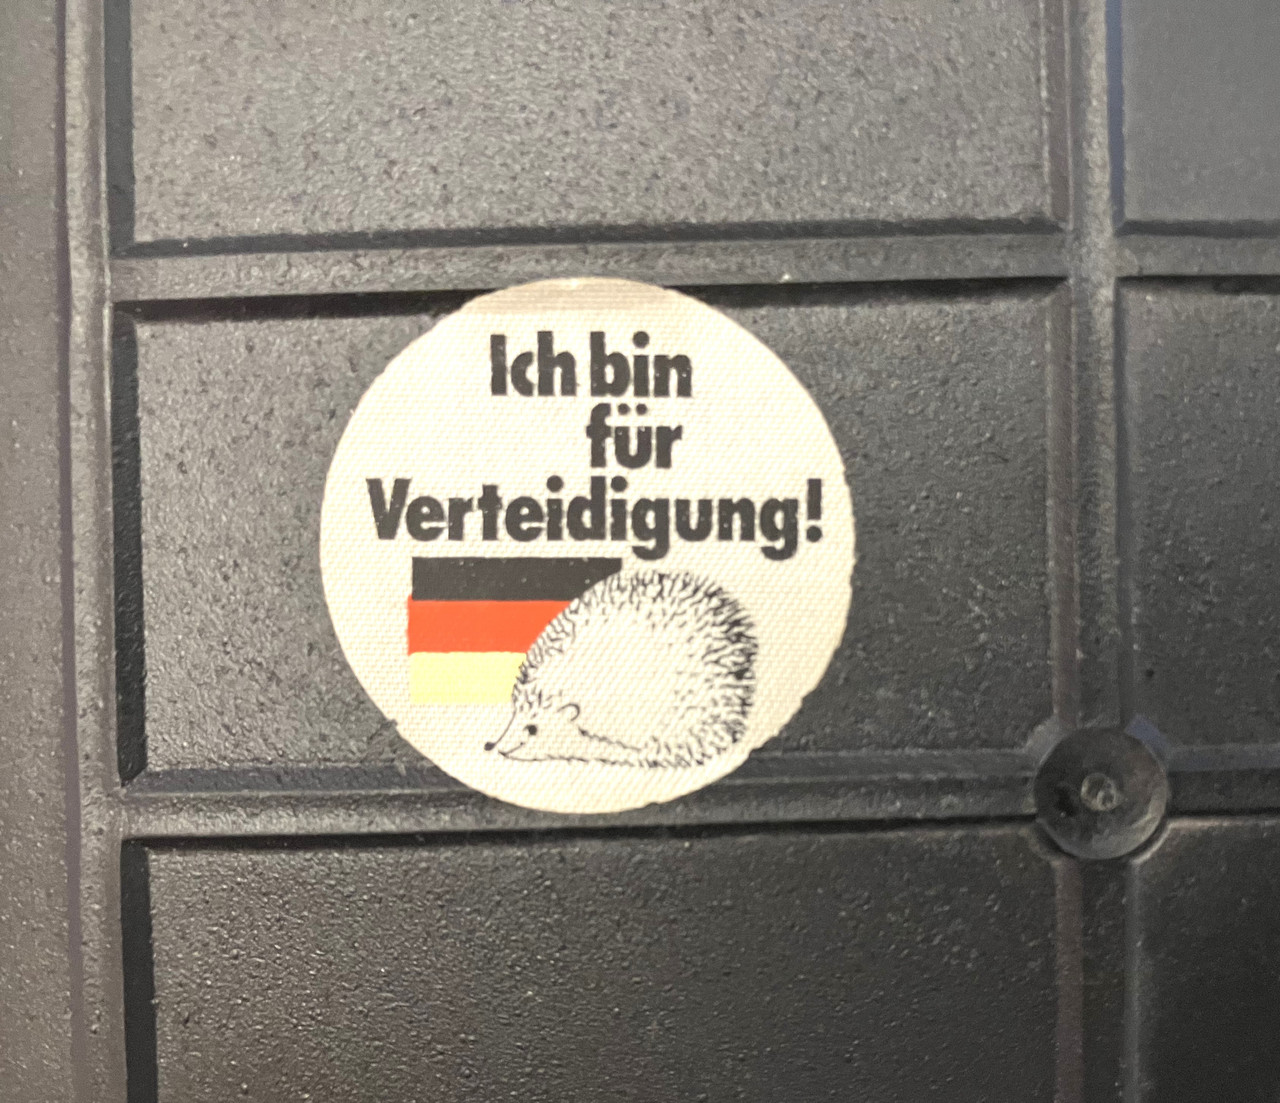 Ich bin
für
Verteidigung!